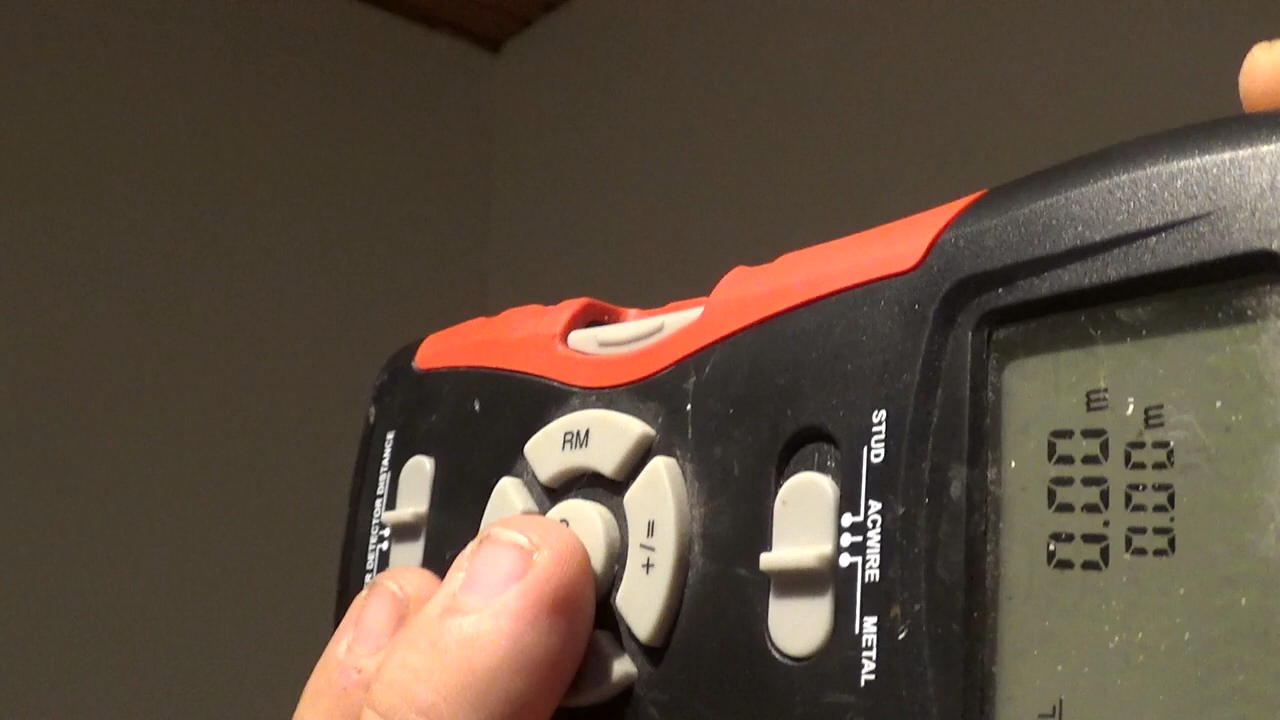 STUD
ACWIRE
METAL
DETECTOR DISTANCE
RM
+/=
0.00 m
0.00 m